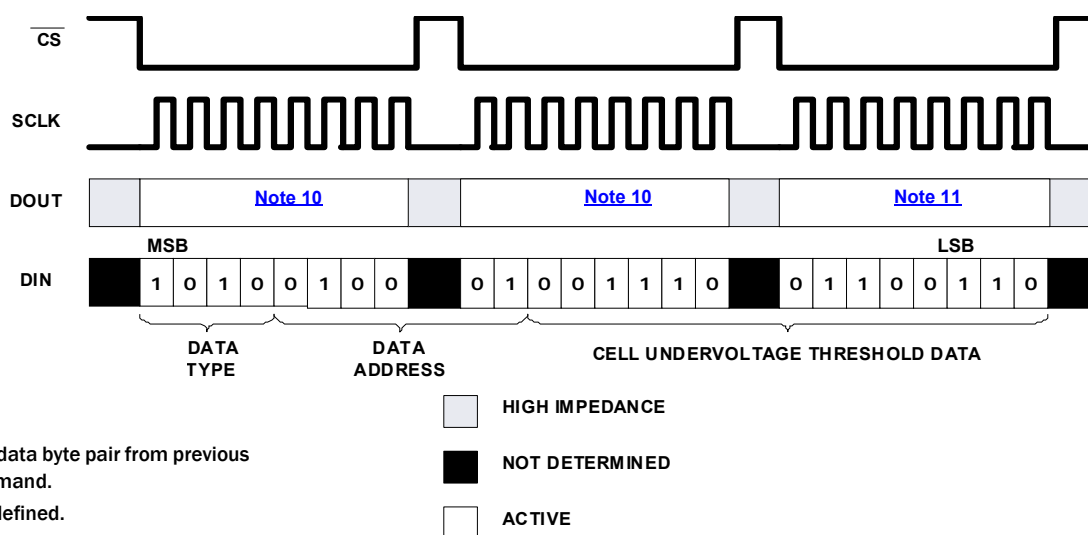 CS
SCLK
DOUT Note 10 Note 10 Note 11
MSB LSB
DIN 1 0 1 0 0 1 0 0 0 1 0 0 1 1 1 0 0 1 1 0 0 1 1 0
DATA TYPE
DATA ADDRESS
CELL UNDERVOLTAGE THRESHOLD DATA
HIGH IMPEDANCE
NOT DETERMINED
ACTIVE
data byte pair from previous
mand.
efined.